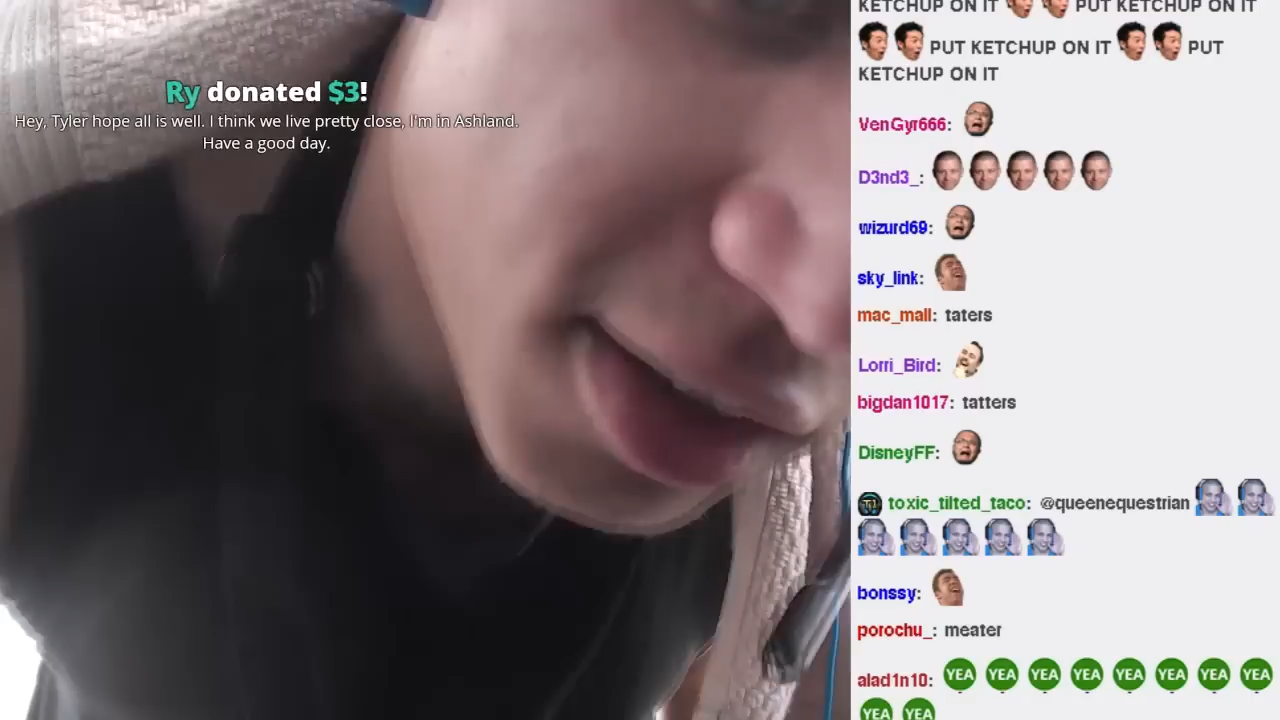 Ry donated $3!
Hey, Tyler hope all is well. I think we live pretty close, I'm in Ashland.
Have a good day.
KETCHUP ON IT PUT KETCHUP ON IT
PUT KETCHUP ON IT PUT
KETCHUP ON IT
VenGyr666:
D3nd3_:
wizurd69:
sky_link:
mac_mall: taters
Lorri_Bird:
bigdan1017: tatters
DisneyFF:
toxic_tilted_taco: @queenequestrian
bonssy:
porochu_: meater
alad1n10: YEA YEA YEA YEA YEA YEA YEA YEA
YEA YEA